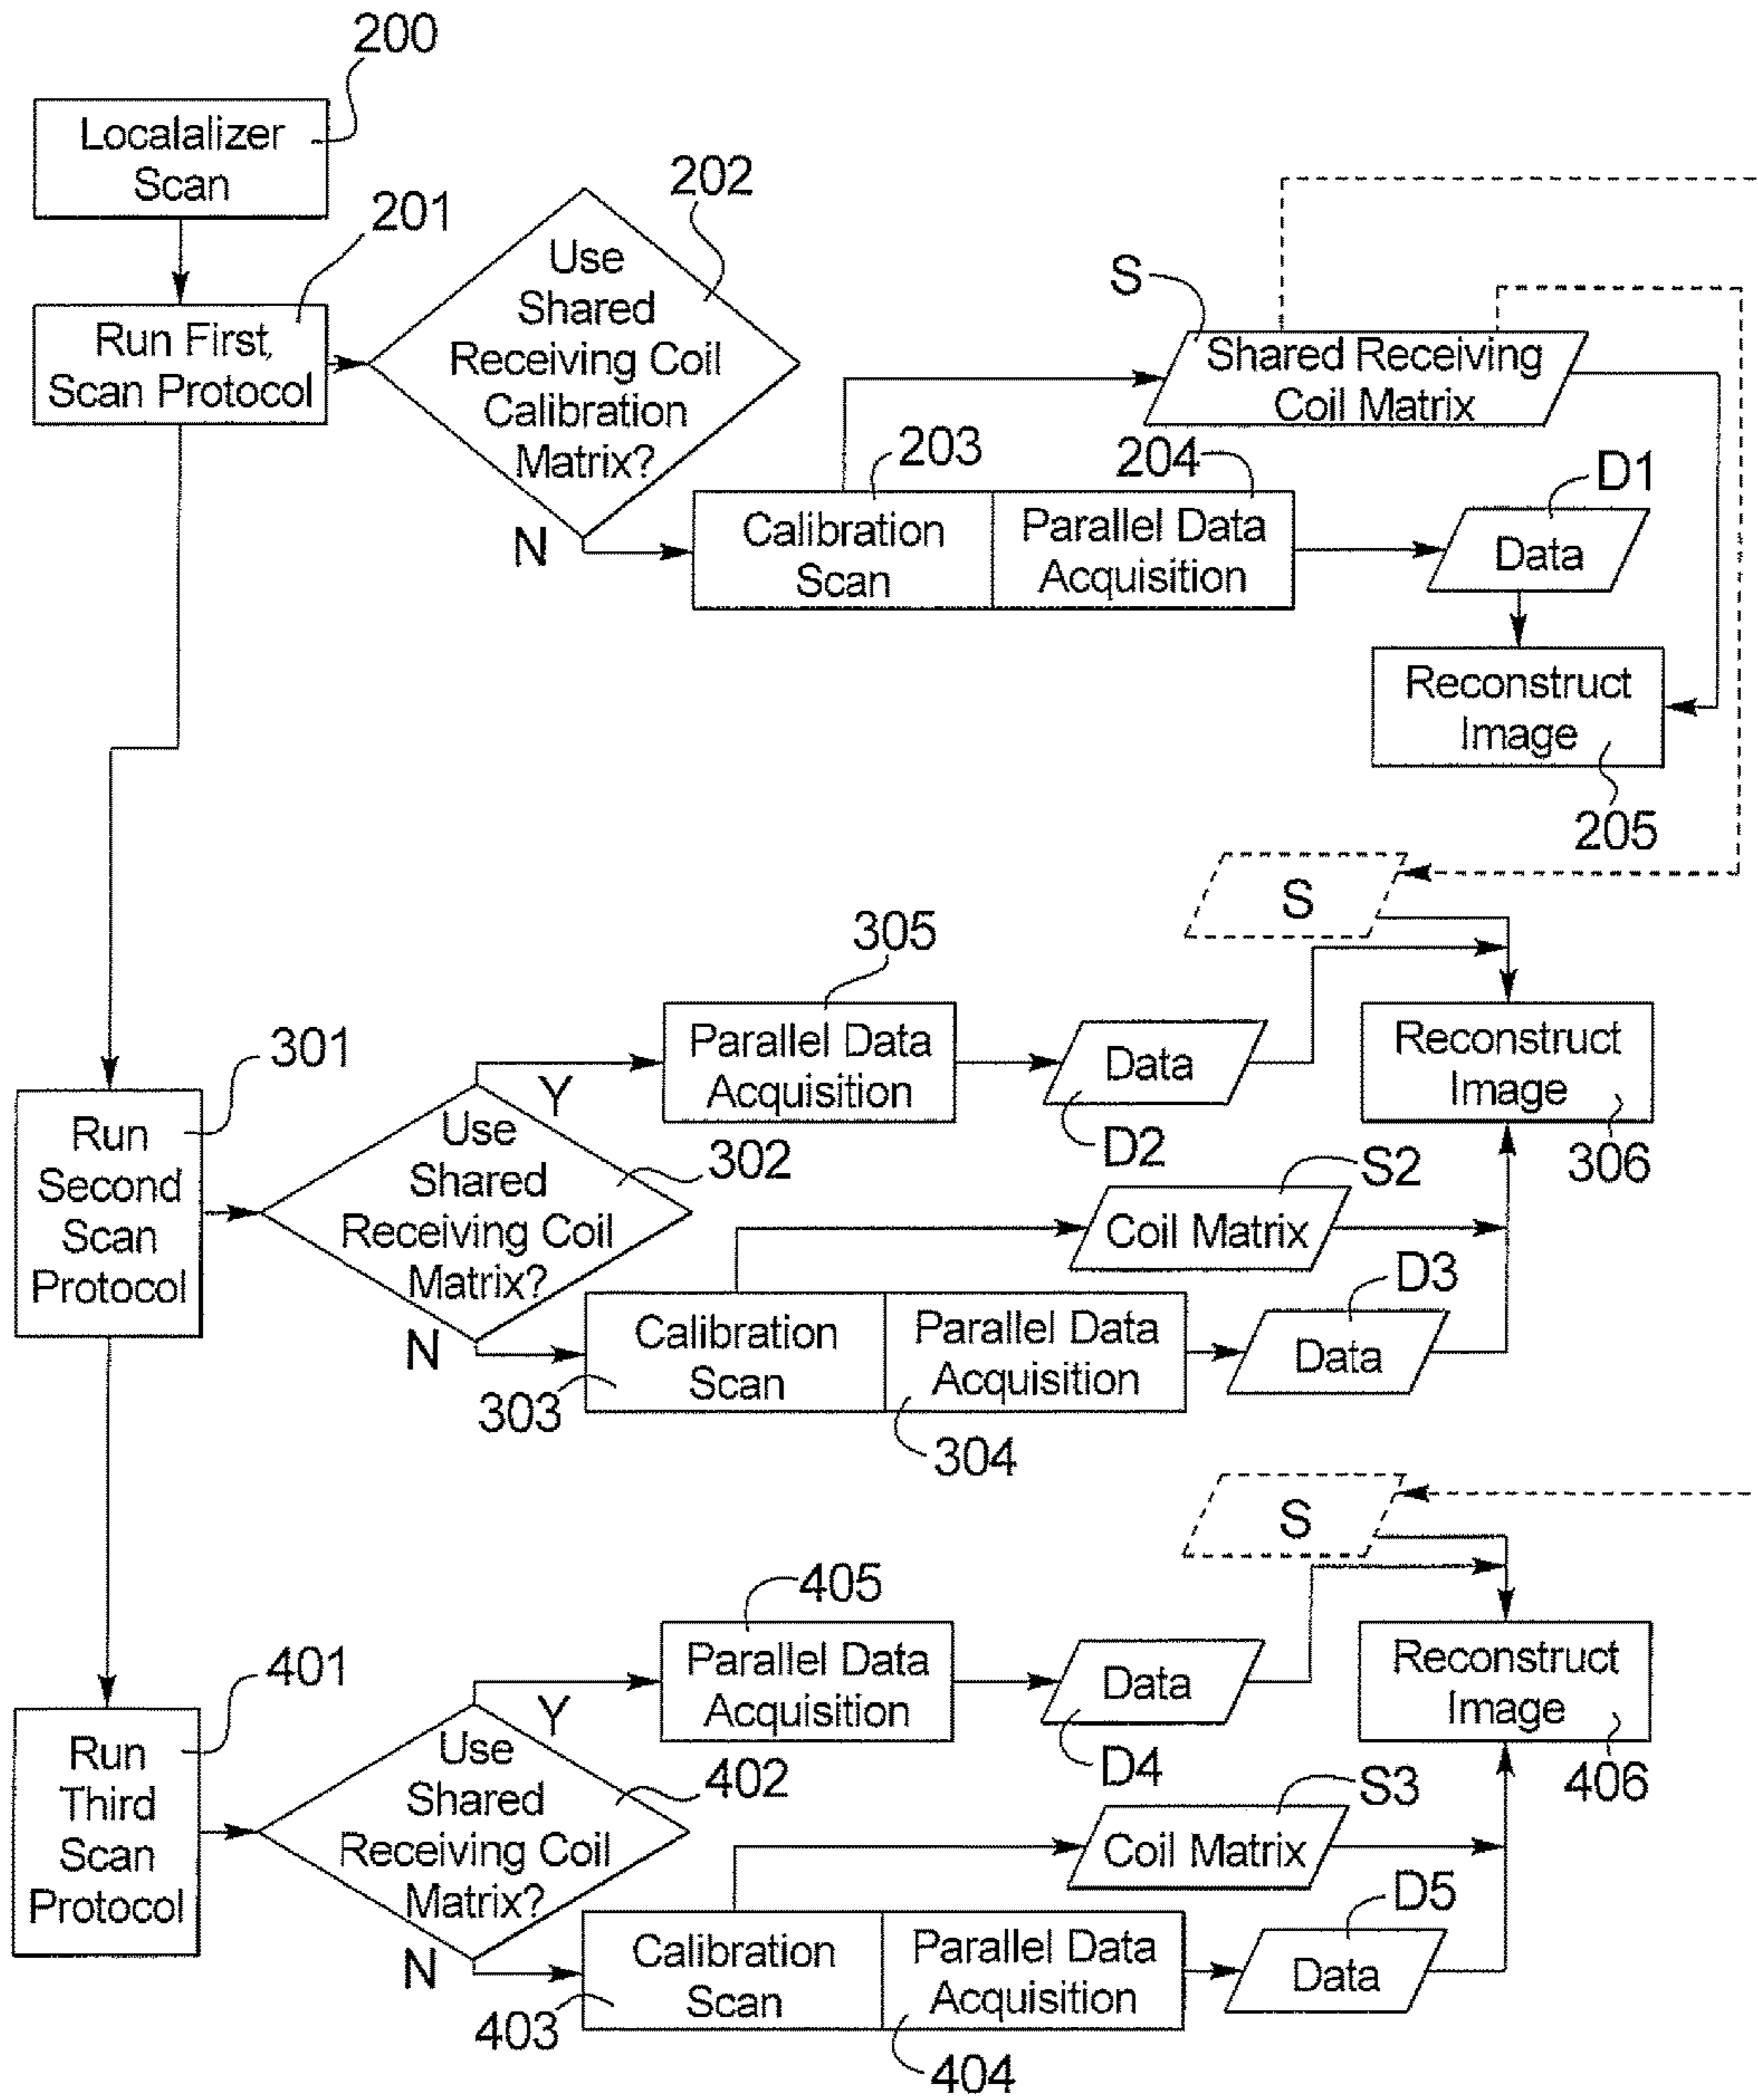 200
Localalizer
Scan
201
Run First,
Scan Protocol
202
Use
Shared
Receiving Coil
Calibration
Matrix?
N
S
Shared Receiving
Coil Matrix
203
204
Calibration
Scan
Parallel Data
Acquisition
D1
Data
Reconstruct
Image
205
S
305
Parallel Data
Acquisition
Data
D2
Reconstruct
Image
306
301
Run
Second
Scan
Protocol
Y
Use
Shared
Receiving Coil
Matrix?
302
N
S2
Coil Matrix
D3
Calibration
Scan
303
Parallel Data
Acquisition
304
Data
S
405
Parallel Data
Acquisition
Data
D4
Reconstruct
Image
406
401
Run
Third
Scan
Protocol
Y
Use
Shared
Receiving Coil
Matrix?
402
N
S3
Coil Matrix
D5
Calibration
Scan
403
Parallel Data
Acquisition
404
Data